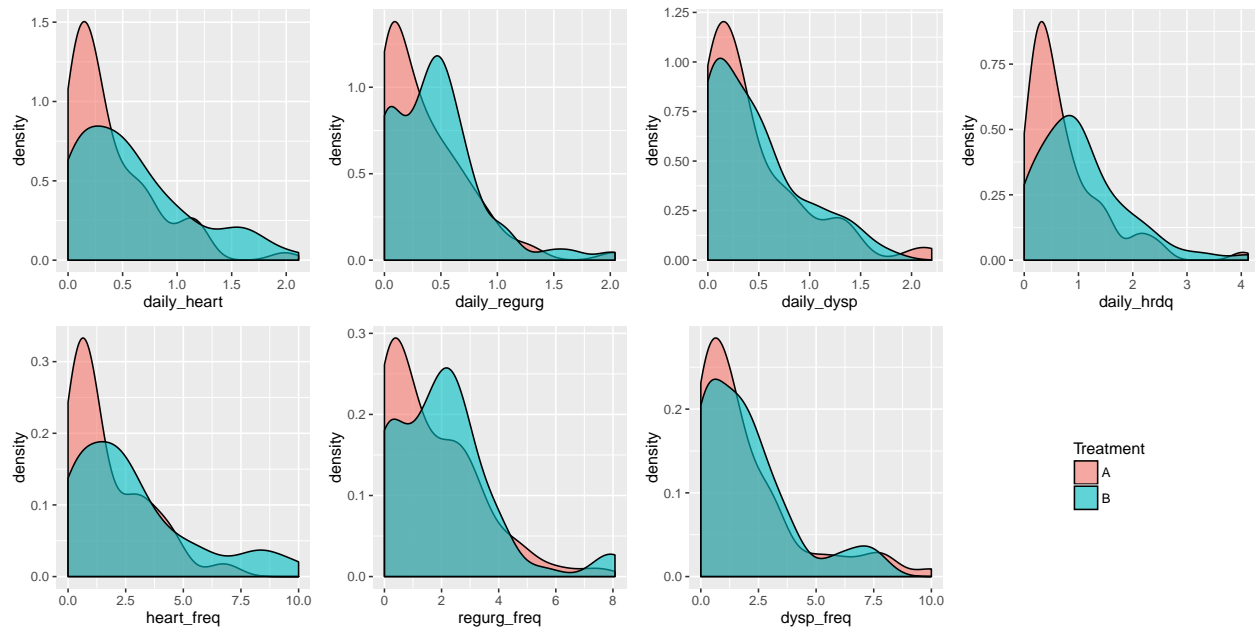 density
1.5
1.0
0.5
0.0
0.0 0.5 1.0 1.5 2.0
daily_heart
density
1.0
0.5
0.0
0.0 0.5 1.0 1.5 2.0
daily_regurg
density
1.25
1.00
0.75
0.50
0.25
0.00
0.0 0.5 1.0 1.5 2.0
daily_dysp
density
0.75
0.50
0.25
0.00
0 1 2 3 4
daily_hrdq
density
0.3
0.2
0.1
0.0
0.0 2.5 5.0 7.5 10.0
heart_freq
density
0.3
0.2
0.1
0.0
0 2 4 6 8
regurg_freq
density
0.2
0.1
0.0
0.0 2.5 5.0 7.5 10.0
dysp_freq
Treatment
A
B